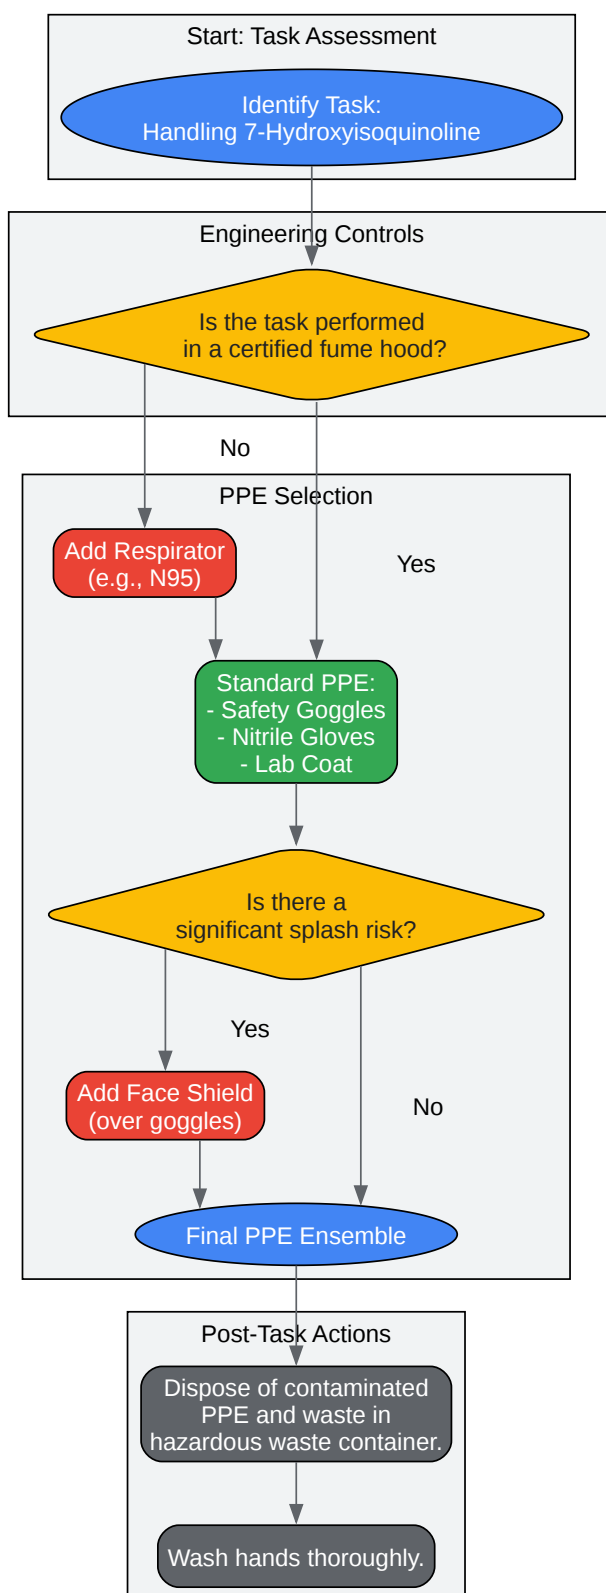 Start: Task Assessment
Identify Task:
Handling 7-Hydroxyisoquinoline
Engineering Controls
Is the task performed
in a certified fume hood?
No
PPE Selection
Add Respirator
(e.g., N95)
Yes
Standard PPE:
- Safety Goggles
- Nitrile Gloves
- Lab Coat
Is there a
significant splash risk?
Yes
Add Face Shield
(over goggles)
No
Final PPE Ensemble
Post-Task Actions
Dispose of contaminated
PPE and waste in
hazardous waste container.
Wash hands thoroughly.